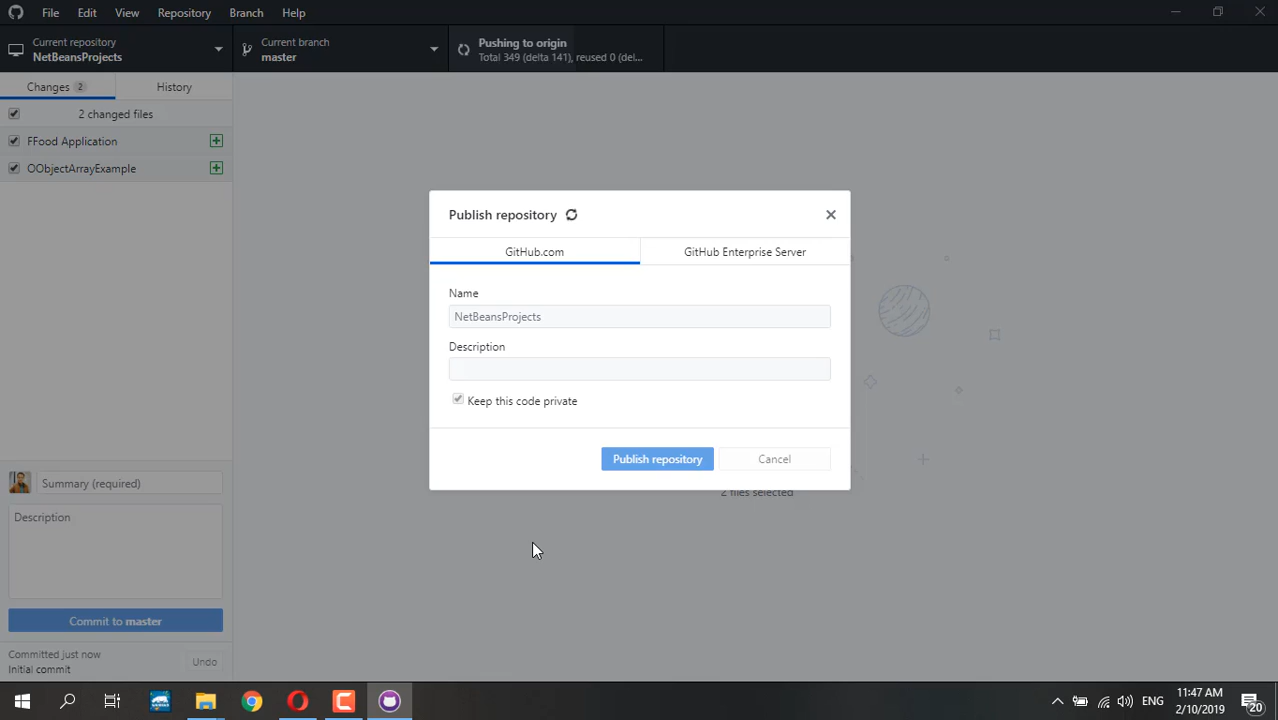 File Edit View Repository Branch Help
Current repository
NetBeansProjects
Current branch
master
Pushing to origin
Total 349 (delta 141), reused 0 (del...
Changes 2
History
2 changed files
FFood Application
OObjectArrayExample
Publish repository
GitHub.com
GitHub Enterprise Server
Name
NetBeansProjects
Description
Keep this code private
Publish repository
Cancel
2 files selected
Summary (required)
Description
Commit to master
Committed just now
Initial commit
Undo
ENG
11:47 AM
2/10/2019
20